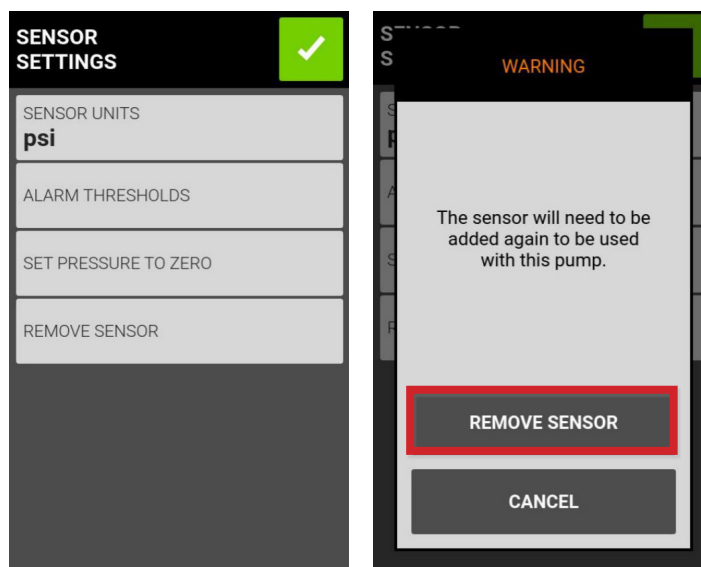 SENSOR
SETTINGS
SENSOR UNITS
psi
ALARM THRESHOLDS
SET PRESSURE TO ZERO
REMOVE SENSOR
WARNING
The sensor will need to be
added again to be used
with this pump.
REMOVE SENSOR
CANCEL